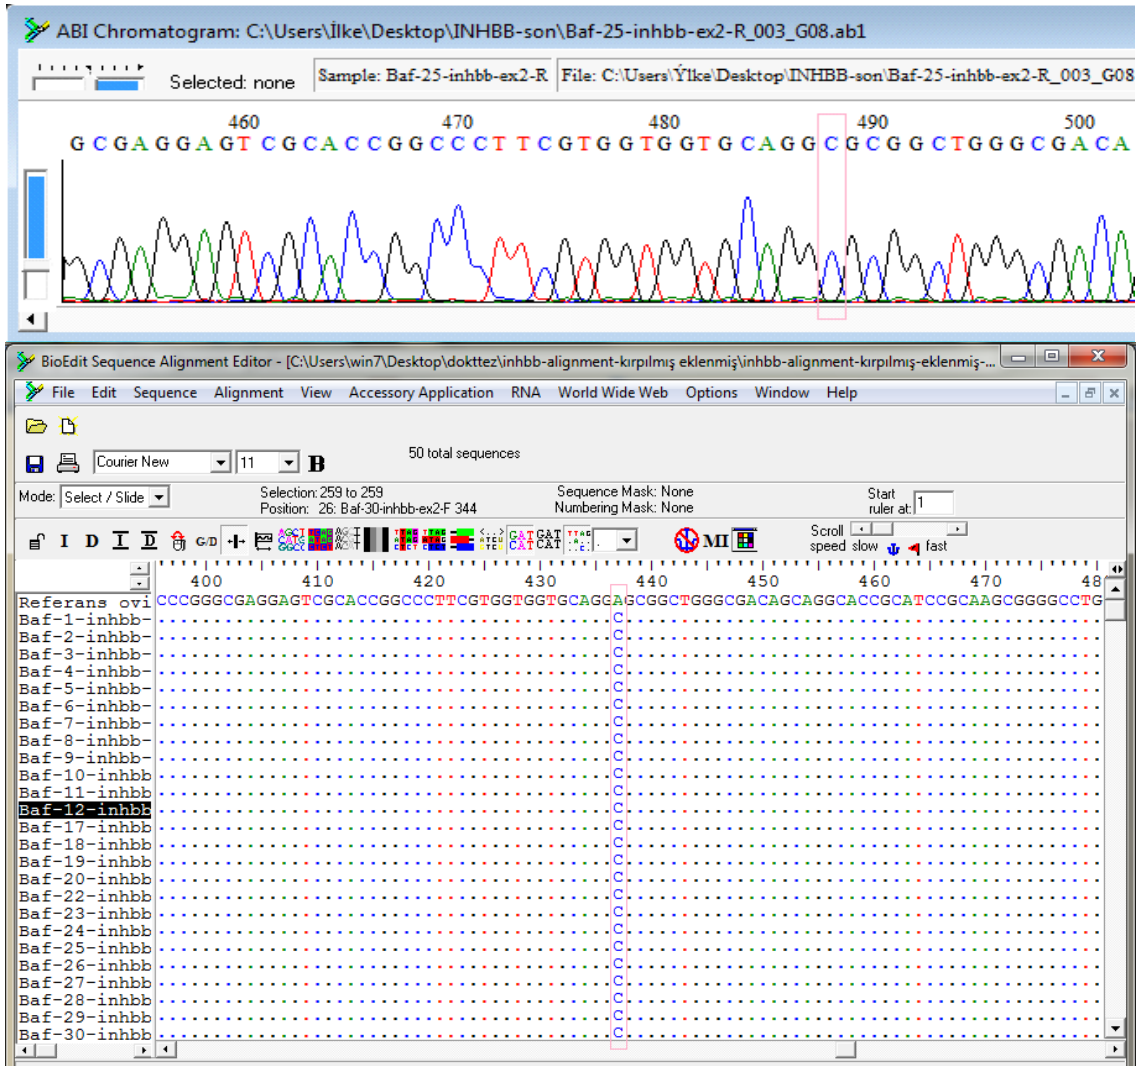 ABI Chromatogram: C:\Users\İlke\Desktop\INHBB-son\Baf-25-inhbb-ex2-R_003_G08.ab1
Selected: none Sample: Baf-25-inhbb-ex2-R File: C:\Users\Ýlke\Desktop\INHBB-son\Baf-25-inhbb-ex2-R_003_G08
460 470 480 490 500
G C G A G G A G T C G C A C C G G C C C T T C G T G G T G G T G C A G G C G C G G C T G G G C G A C A
BioEdit Sequence Alignment Editor - [C:\Users\win7\Desktop\dokttez\inhbb-alignment-kırpılmış eklenmiş\inhbb-alignment-kırpılmış-eklenmiş-...
File Edit Sequence Alignment View Accessory Application RNA World Wide Web Options Window Help
50 total sequences
Courier New 11 B
Mode: Select / Slide Selection: 259 to 259 Sequence Mask: None Start
Position: 26: Baf-30-inhbb-ex2-F 344 Numbering Mask: None ruler at: 1
I D I D G/D MI Scroll
speed slow fast
400 410 420 430 440 450 460 470 48
Referans ovi CCCGGGCGAGGAGTCGCACCGGCCCTTCGTGGTGGTGCAGGAGCGGCTGGGCGACAGCAGGCACCGCATCCGCAAGCGGGGCCTG
Baf-1-inhbb- C
Baf-2-inhbb- C
Baf-3-inhbb- C
Baf-4-inhbb- C
Baf-5-inhbb- C
Baf-6-inhbb- C
Baf-7-inhbb- C
Baf-8-inhbb- C
Baf-9-inhbb- C
Baf-10-inhbb C
Baf-11-inhbb C
Baf-12-inhbb C
Baf-17-inhbb C
Baf-18-inhbb C
Baf-19-inhbb C
Baf-20-inhbb C
Baf-22-inhbb C
Baf-23-inhbb C
Baf-24-inhbb C
Baf-25-inhbb C
Baf-26-inhbb C
Baf-27-inhbb C
Baf-28-inhbb C
Baf-29-inhbb C
Baf-30-inhbb C